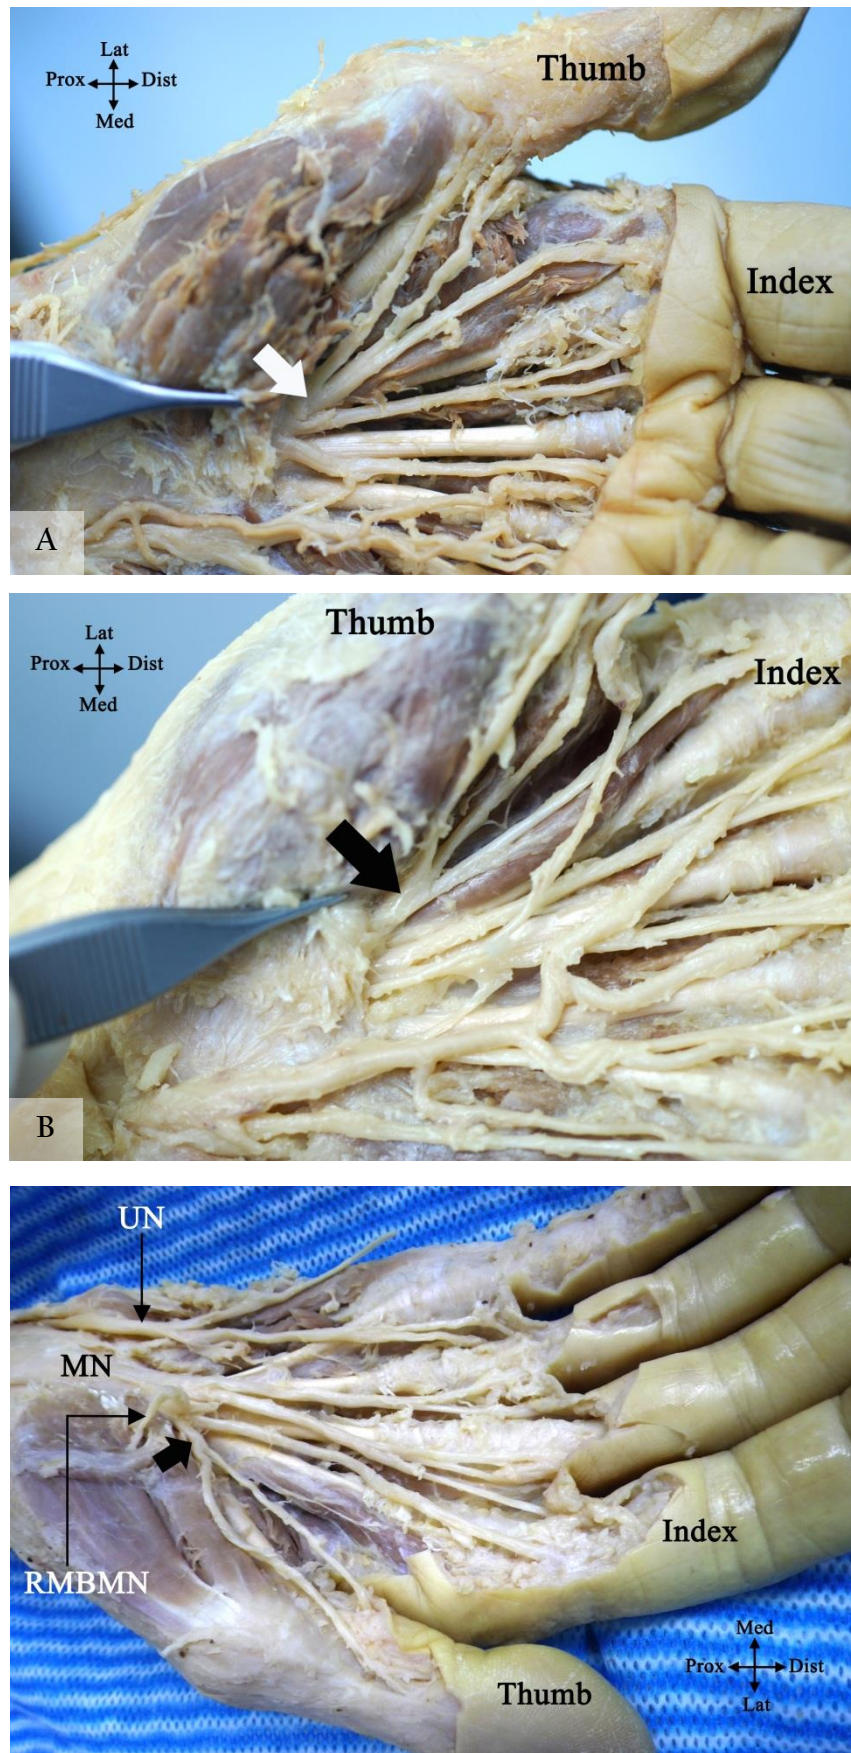 Lat
Prox Dist
Med
Thumb
Index
A
Lat
Prox Dist
Med
Thumb
Index
B
UN
MN
RMBMN
Index
Thumb
Med
Prox Dist
Lat